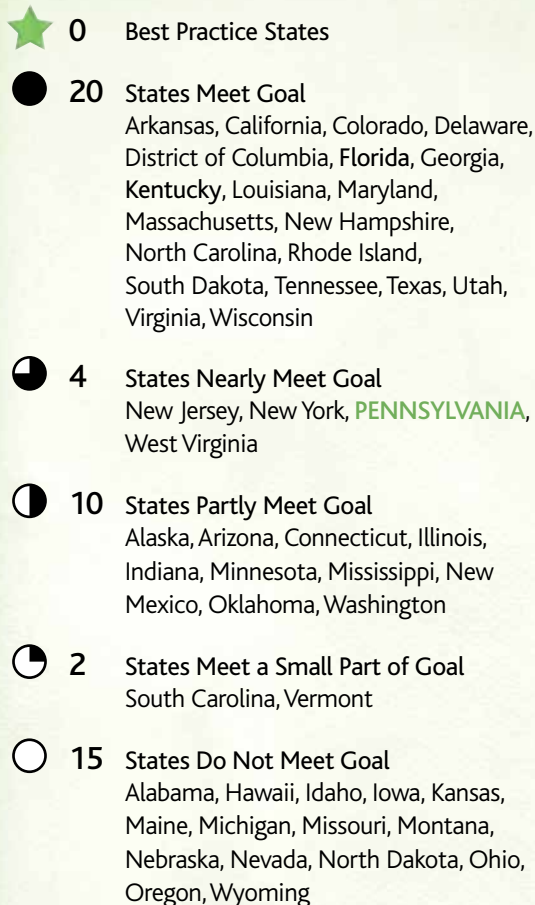 0 Best Practice States
20 States Meet Goal
Arkansas, California, Colorado, Delaware,
District of Columbia, Florida, Georgia,
Kentucky, Louisiana, Maryland,
Massachusetts, New Hampshire,
North Carolina, Rhode Island,
South Dakota, Tennessee, Texas, Utah,
Virginia, Wisconsin
4 States Nearly Meet Goal
New Jersey, New York, PENNSYLVANIA,
West Virginia
10 States Partly Meet Goal
Alaska, Arizona, Connecticut, Illinois,
Indiana, Minnesota, Mississippi, New
Mexico, Oklahoma, Washington
2 States Meet a Small Part of Goal
South Carolina, Vermont
15 States Do Not Meet Goal
Alabama, Hawaii, Idaho, Iowa, Kansas,
Maine, Michigan, Missouri, Montana,
Nebraska, Nevada, North Dakota, Ohio,
Oregon, Wyoming